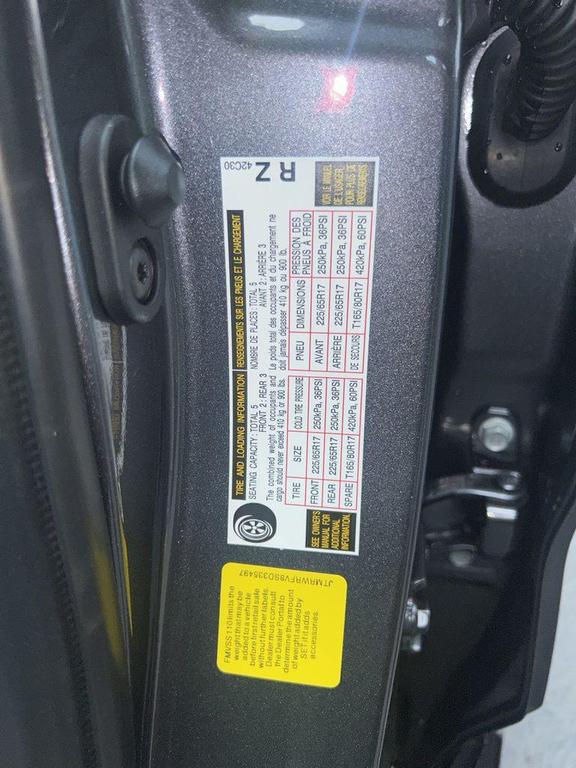 TIRE AND LOADING INFORMATION
RENSEIGNEMENTS SUR LES PNEUS ET LE CHARGEMENT
SEATING CAPACITY: TOTAL 5
FRONT 2: REAR 3
NOMBRE DE PLACES: TOTAL 5
AVANT 2: ARRIÈRE 3
The combined weight of occupants and
cargo should never exceed 410 kg or 900 lbs.
Le poids total des occupants et du chargement ne
doit jamais dépasser 410 kg ou 900 lb.
TIRE SIZE COLD TIRE PRESSURE
FRONT 225/65R17 250kPa, 36PSI
REAR 225/65R17 250kPa, 36PSI
SPARE T165/80R17 420kPa, 60PSI
PNEU DIMENSIONS PRESSION DES
PNEUS À FROID
AVANT 225/65R17 250kPa, 36PSI
ARRIÈRE 225/65R17 250kPa, 36PSI
DE SECOURS T165/80R17 420kPa, 60PSI
SEE OWNER'S
MANUAL FOR
ADDITIONAL
INFORMATION.
VOIR LE MANUEL
DE L'USAGER
POUR PLUS DE
RENSEIGNEMENTS.
42C30
R Z
JTMRWRFV8SD335497
FMVSS 110 limits the
weight that may be
added to a vehicle
before first retail sale
without further labels.
Dealer must consult
the Dealer Portal to
determine the amount
of weight added by
SET if it adds
accessories.